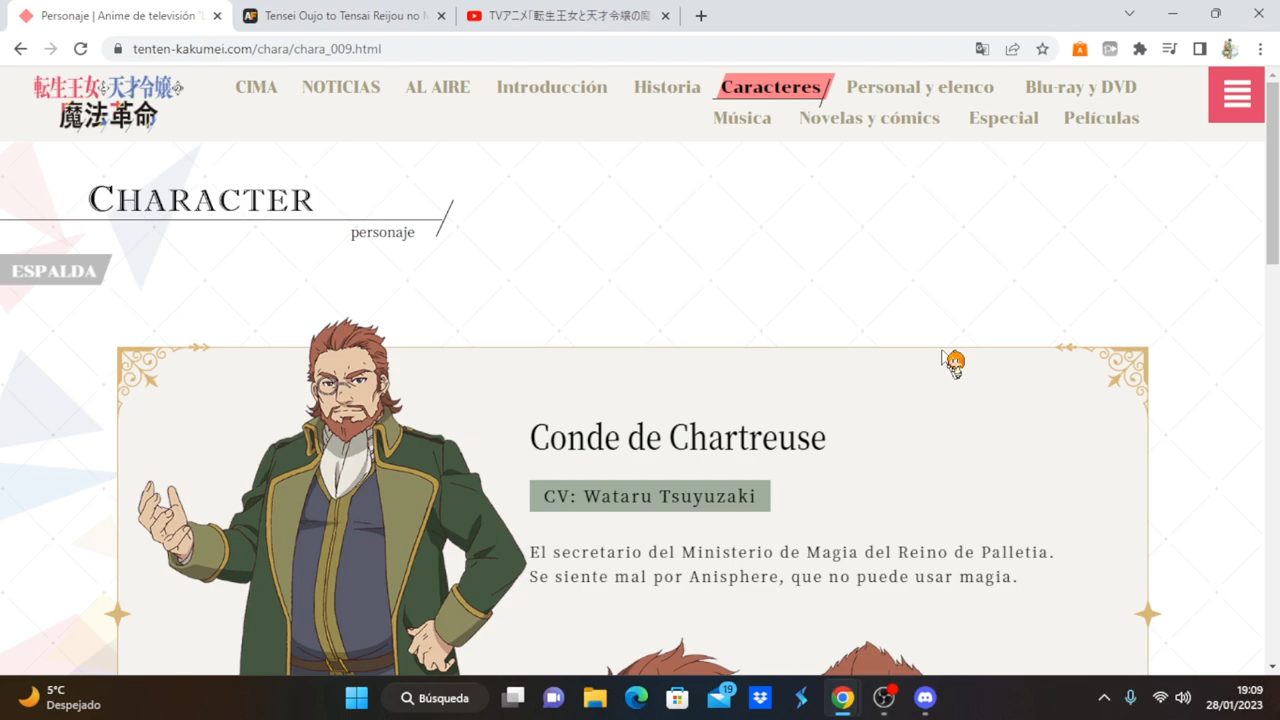 Personaje | Anime de televisión "L
Tensei Oujo to Tensai Reijou no M
TVアニメ「転生王女と天才令嬢の魔
tenten-kakumei.com/chara/chara_009.html
転生王女と天才令嬢の
魔法革命
CIMA NOTICIAS AL AIRE Introducción Historia Caracteres Personal y elenco Blu-ray y DVD
Música Novelas y cómics Especial Películas
CHARACTER
personaje
ESPALDA
Conde de Chartreuse
CV: Wataru Tsuyuzaki
El secretario del Ministerio de Magia del Reino de Palletia.
Se siente mal por Anisphere, que no puede usar magia.
5°C
Despejado
Búsqueda
19
19:09
28/01/2023